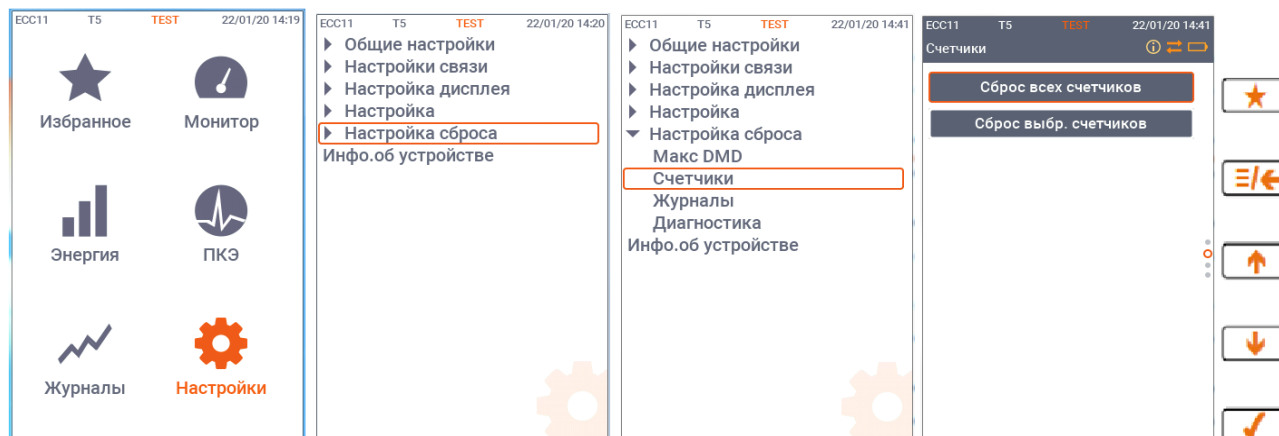 ECC11 T5 TEST 22/01/20 14:19
Избранное Монитор
Энергия ПКЭ
Журналы Настройки
ECC11 T5 TEST 22/01/20 14:20
Общие настройки
Настройки связи
Настройка дисплея
Настройка
Настройка сброса
Инфо.об устройстве
ECC11 T5 TEST 22/01/20 14:41
Общие настройки
Настройки связи
Настройка дисплея
Настройка
Настройка сброса
Макс DMD
Счетчики
Журналы
Диагностика
Инфо.об устройстве
ECC11 T5 TEST 22/01/20 14:41
Счетчики
Сброс всех счетчиков
Сброс выбр. счетчиков